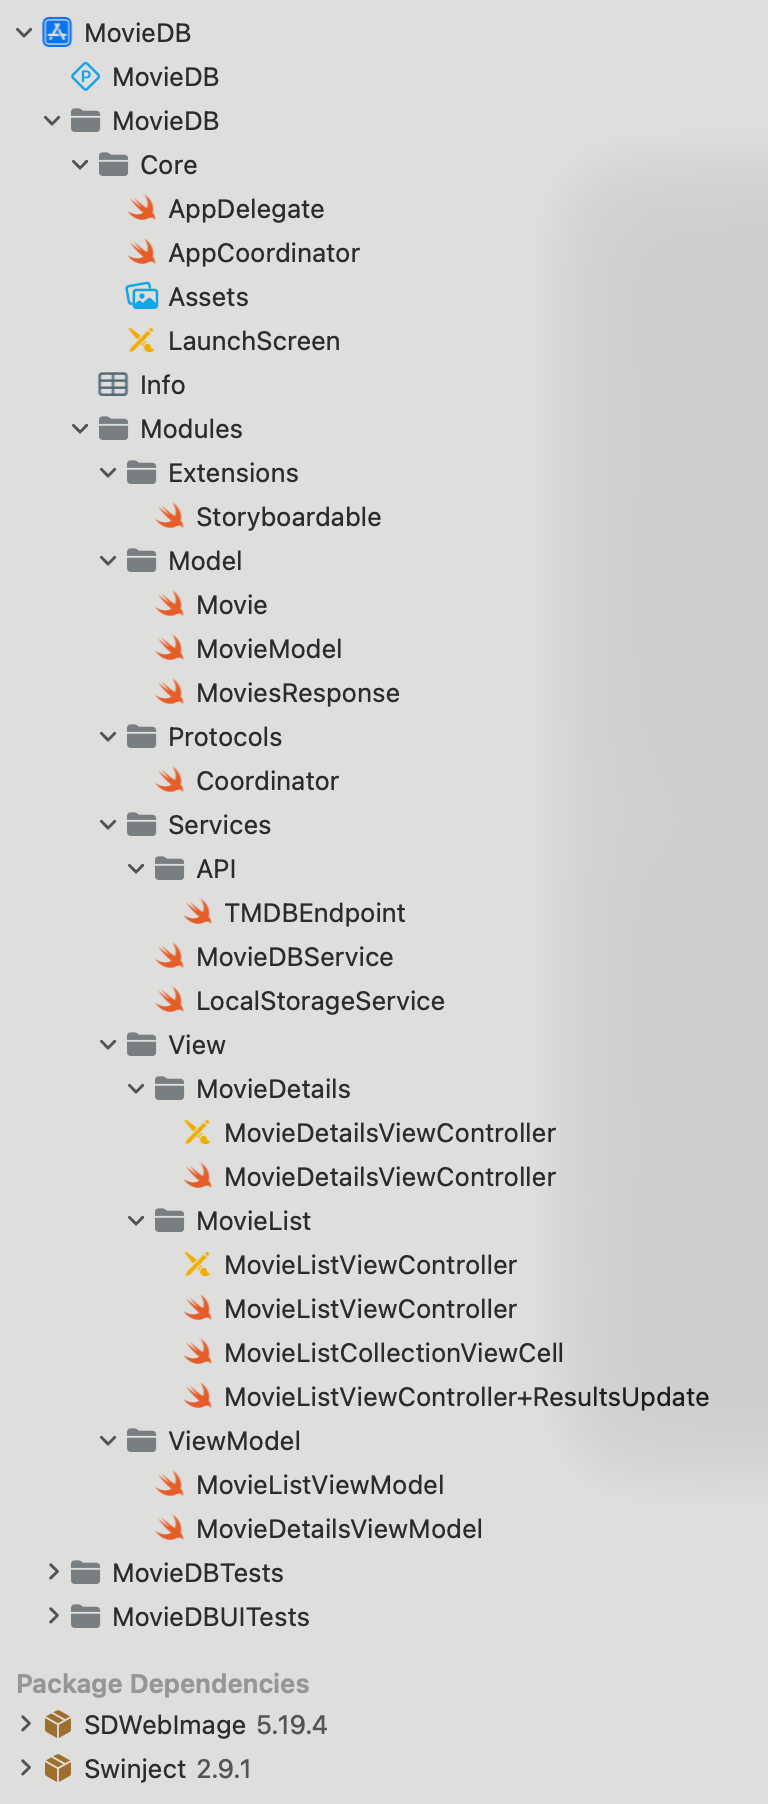 MovieDB
MovieDB
MovieDB
Core
AppDelegate
AppCoordinator
Assets
LaunchScreen
Info
Modules
Extensions
Storyboardable
Model
Movie
MovieModel
MoviesResponse
Protocols
Coordinator
Services
API
TMDBEndpoint
MovieDBService
LocalStorageService
View
MovieDetails
MovieDetailsViewController
MovieDetailsViewController
MovieList
MovieListViewController
MovieListViewController
MovieListCollectionViewCell
MovieListViewController+ResultsUpdate
ViewModel
MovieListViewModel
MovieDetailsViewModel
MovieDBTests
MovieDBUITests
Package Dependencies
SDWebImage 5.19.4
Swinject 2.9.1